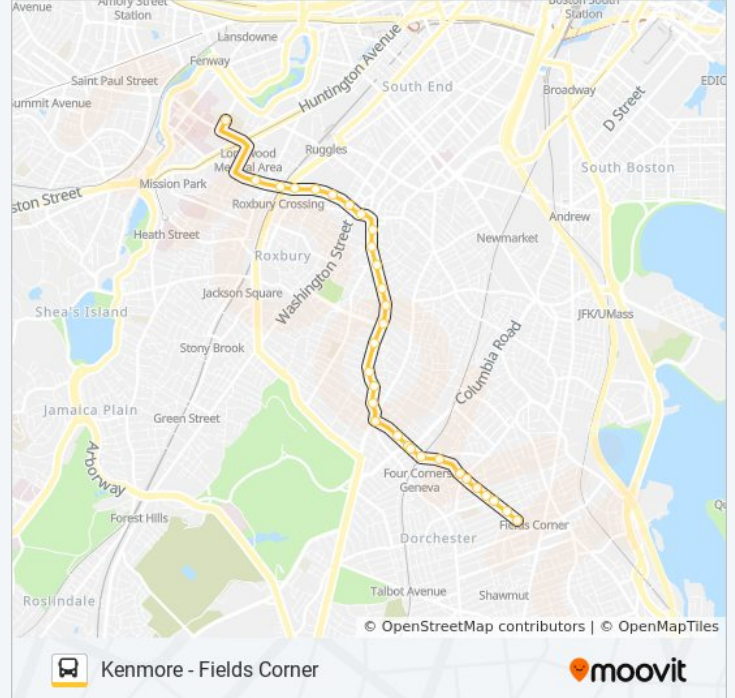 Avenue
Amory Street
Station
Boston South
Station
Lansdowne
Fenway
Huntington Avenue
Saint Paul Street
South End
Broadway
EDIC
ummit Avenue
D Street
Ruggles
Medical Area
South Boston
Mission Park
ston Street
Roxbury Crossing
Andrew
Heath Street
Newmarket
Washington Street
Roxbury
Jackson Square
Shea's Island
JFK/UMass
Stony Brook
Columbia Road
Jamaica Plain
Green Street
Arborway
Four Corners
Geneva
Forest Hills
Fields Corner
Dorchester
Talbot Avenue
Shawmut
Roslindale
© OpenStreetMap contributors | © OpenMapTiles
Kenmore - Fields Corner
moovit